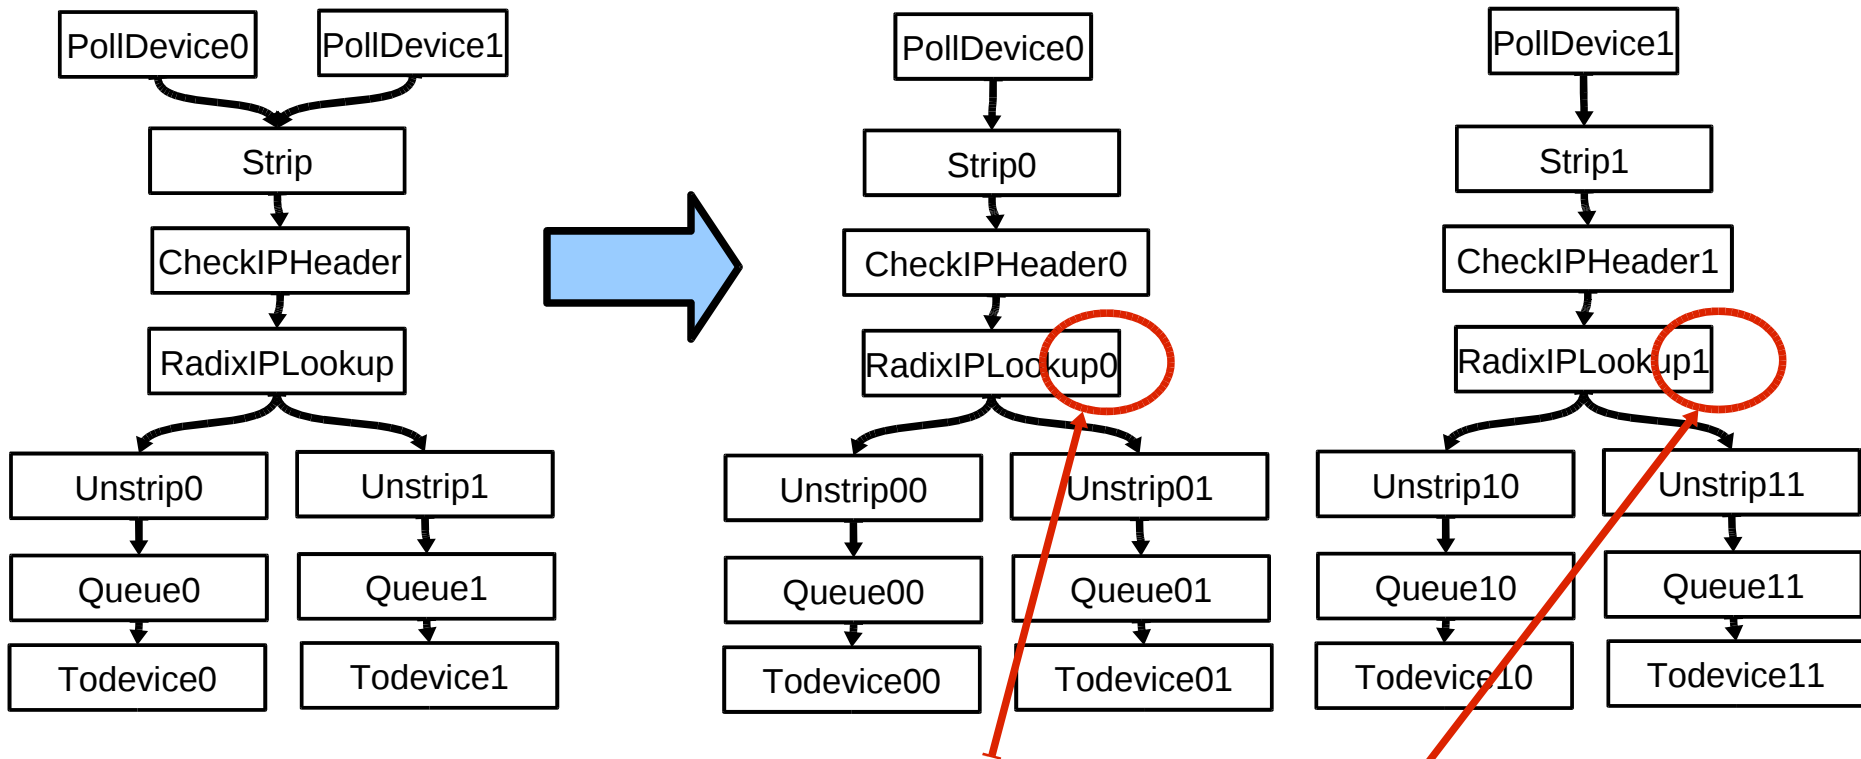 PollDevice0
PollDevice1
Strip
CheckIPHeader
RadixIPLookup
Unstrip0
Unstrip1
Queue0
Queue1
Todevice0
Todevice1
PollDevice0
Strip0
CheckIPHeader0
RadixIPLookup0
Unstrip00
Unstrip01
Queue00
Queue01
Todevice00
Todevice01
PollDevice1
Strip1
CheckIPHeader1
RadixIPLookup1
Unstrip10
Unstrip11
Queue10
Queue11
Todevice10
Todevice11